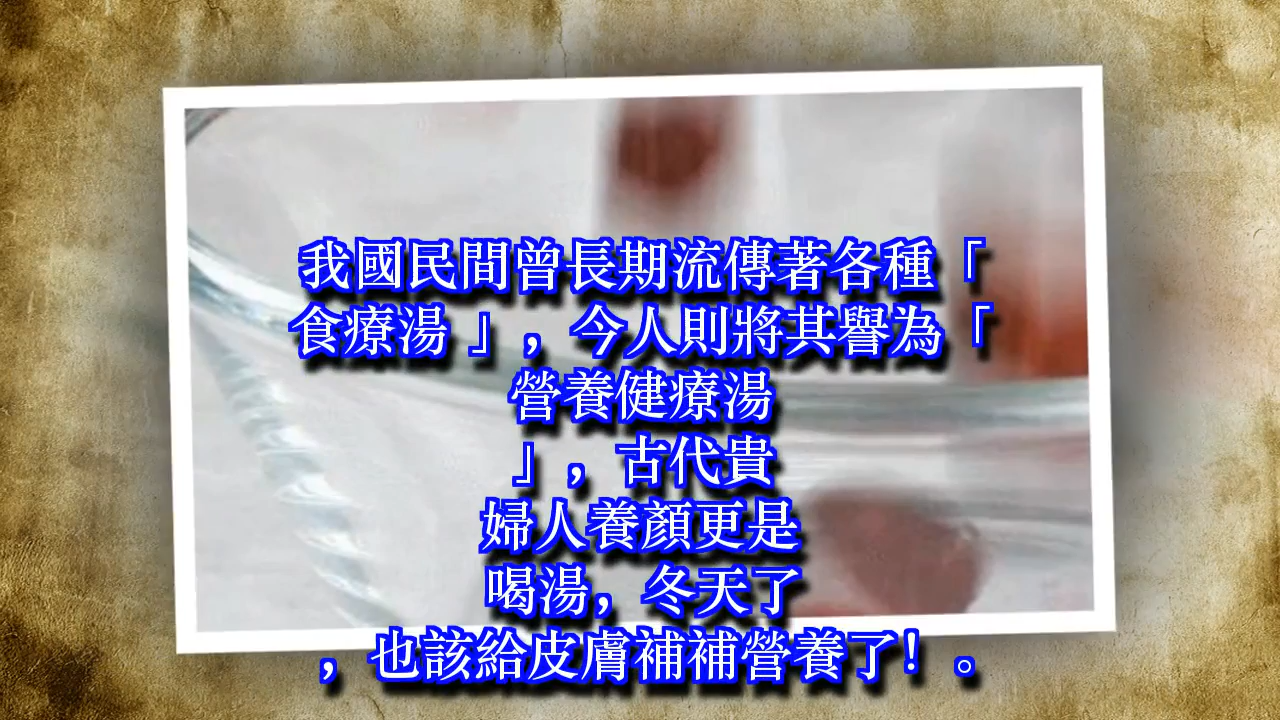 我國民間曾長期流傳著各種「
食療湯 」，今人則將其譽為「
營養健療湯
」，古代貴
婦人養顏更是
喝湯，冬天了
，也該給皮膚補補營養了！。